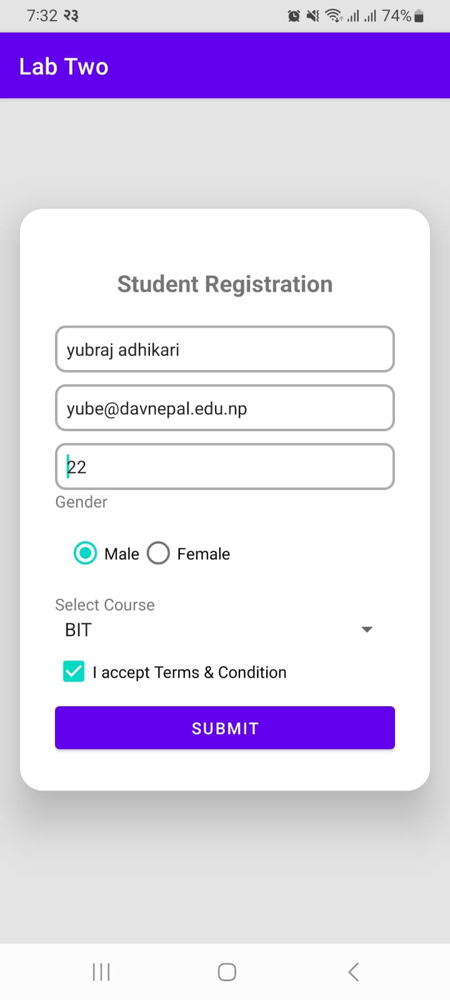 7:32 २३ 74%
Lab Two
Student Registration
yubraj adhikari
yube@davnepal.edu.np
22
Gender
Male Female
Select Course
BIT
I accept Terms & Condition
SUBMIT